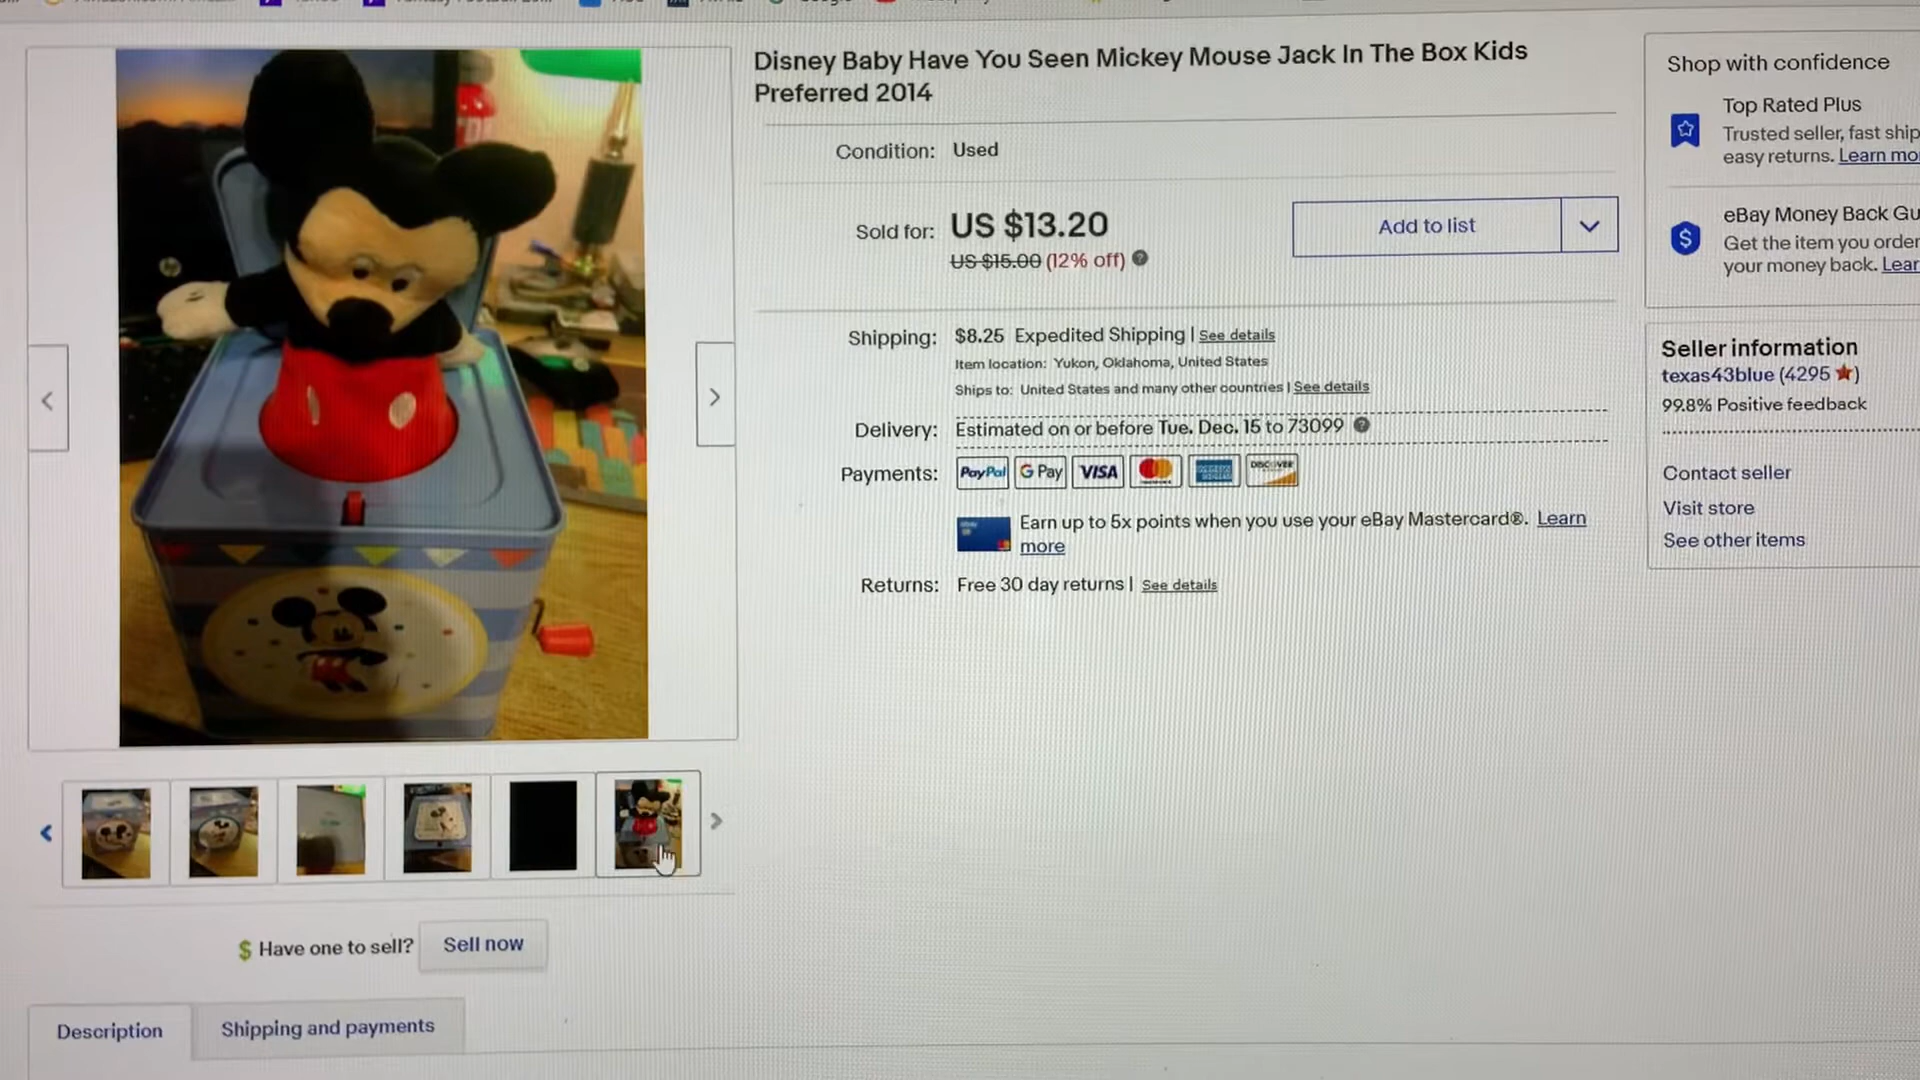 Disney Baby Have You Seen Mickey Mouse Jack In The Box Kids
Preferred 2014
Condition: Used
Sold for: US $13.20
US $15.00 (12% off)
Add to list
Shipping: $8.25 Expedited Shipping | See details
Item location: Yukon, Oklahoma, United States
Ships to: United States and many other countries | See details
Delivery: Estimated on or before Tue. Dec. 15 to 73099
Payments: PayPal G Pay VISA
DISCOVER
Earn up to 5x points when you use your eBay Mastercard®. Learn
more
Returns: Free 30 day returns | See details
Shop with confidence
Top Rated Plus
Trusted seller, fast ship
easy returns. Learn mo
eBay Money Back Gu
Get the item you order
your money back. Lear
Seller information
texas43blue (4295 ★)
99.8% Positive feedback
Contact seller
Visit store
See other items
$ Have one to sell? Sell now
Description
Shipping and payments